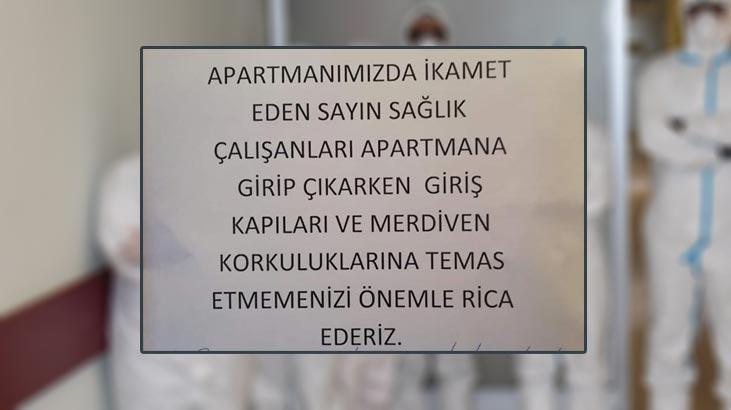 APARTMANIMIZDA İKAMET
EDEN SAYIN SAĞLIK
ÇALIŞANLARI APARTMANA
GİRİP ÇIKARKEN GİRİŞ
KAPILARI VE MERDİVEN
KORKULUKLARINA TEMAS
ETMEMENİZİ ÖNEMLE RİCA
EDERİZ.